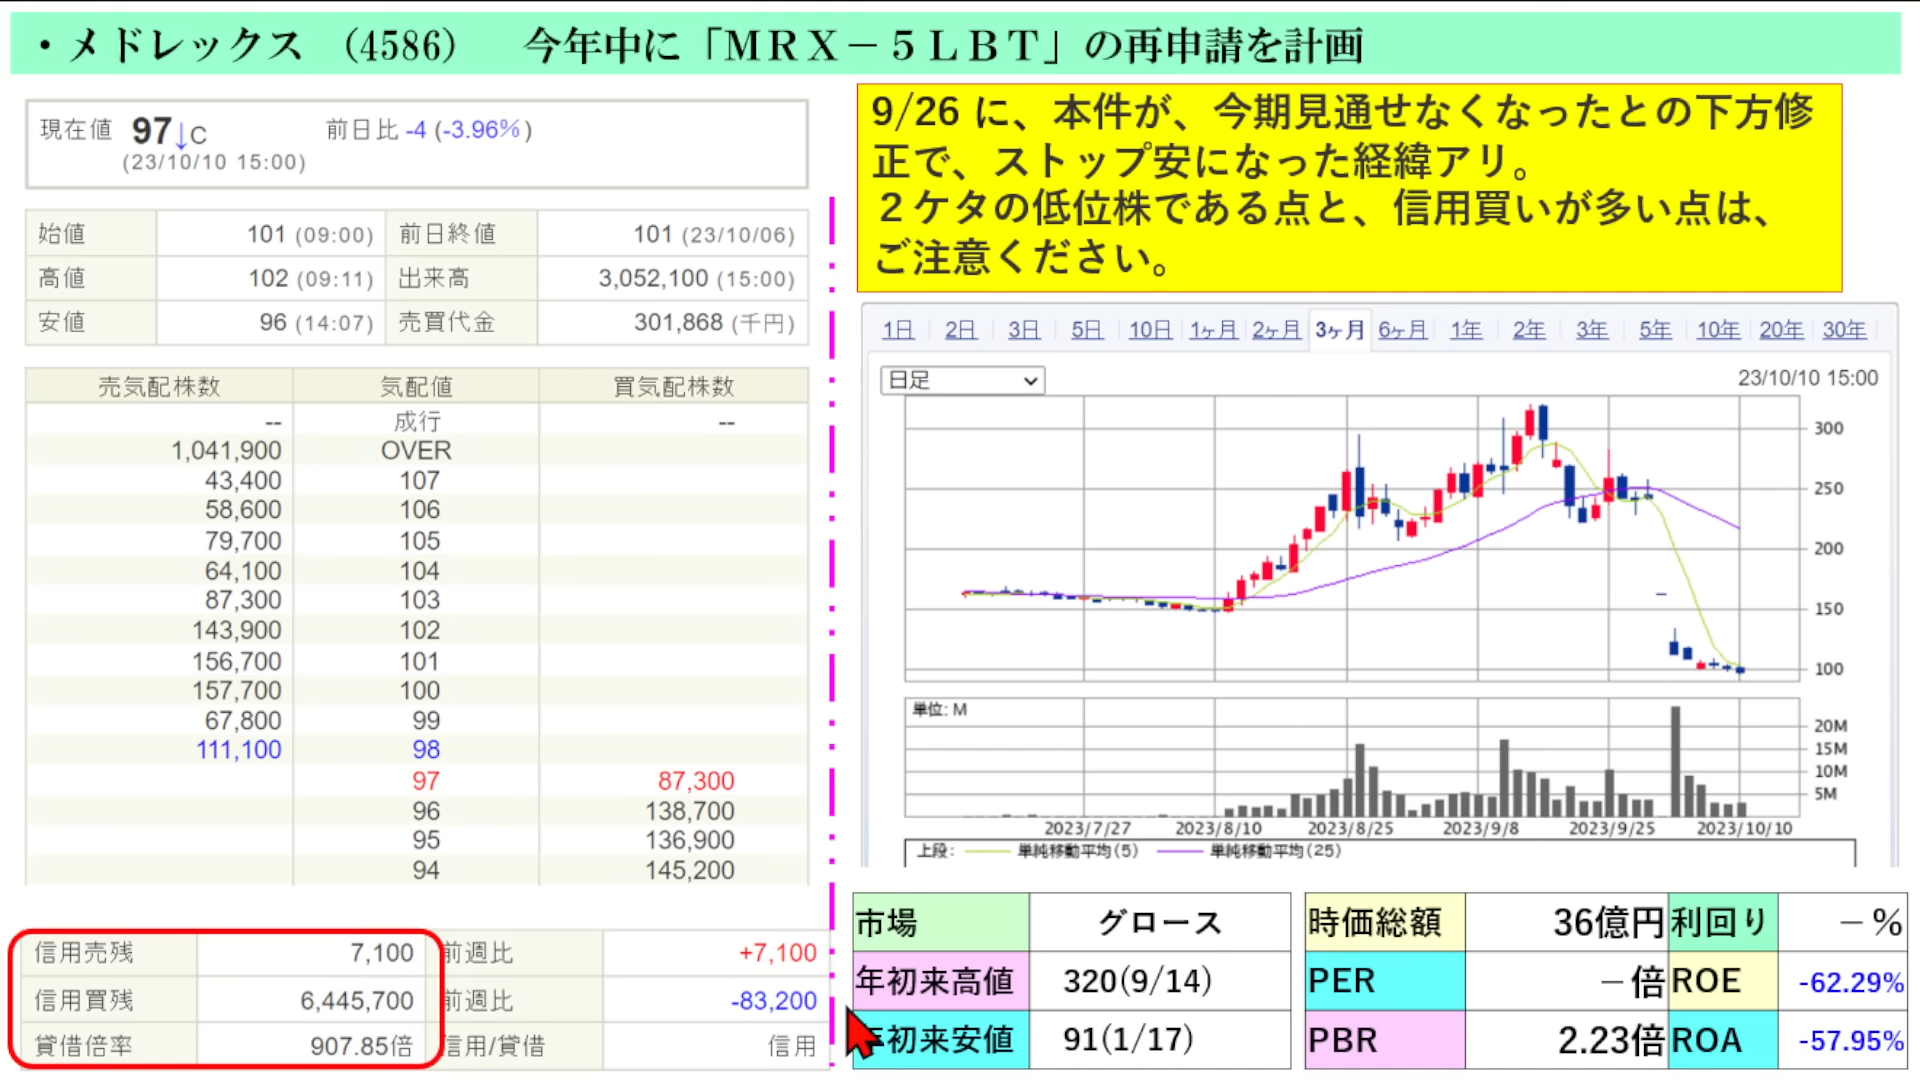 ・メドレックス （4586）　今年中に「ＭＲＸ－５ＬＢＴ」の再申請を計画
現在値 97↓C 前日比 -4 (-3.96%)
(23/10/10 15:00)
始値 101 (09:00) 前日終値 101 (23/10/06)
高値 102 (09:11) 出来高 3,052,100 (15:00)
安値 96 (14:07) 売買代金 301,868 (千円)
売気配株数 気配値 買気配株数
-- 成行 --
1,041,900 OVER
43,400 107
58,600 106
79,700 105
64,100 104
87,300 103
143,900 102
156,700 101
157,700 100
67,800 99
111,100 98
97 87,300
96 138,700
95 136,900
94 145,200
信用売残 7,100 前週比 +7,100
信用買残 6,445,700 前週比 -83,200
貸借倍率 907.85倍 信用/貸借 信用
9/26 に、本件が、今期見通せなくなったとの下方修
正で、ストップ安になった経緯アリ。
２ケタの低位株である点と、信用買いが多い点は、
ご注意ください。
1日 2日 3日 5日 10日 1ヶ月 2ヶ月 3ヶ月 6ヶ月 1年 2年 3年 5年 10年 20年 30年
日足 23/10/10 15:00
300
250
200
150
100
単位: M
20M
15M
10M
5M
2023/7/27 2023/8/10 2023/8/25 2023/9/8 2023/9/25 2023/10/10
上段: 単純移動平均(5) 単純移動平均(25)
市場 グロース 時価総額 36億円 利回り －%
年初来高値 320(9/14) PER －倍 ROE -62.29%
年初来安値 91(1/17) PBR 2.23倍 ROA -57.95%